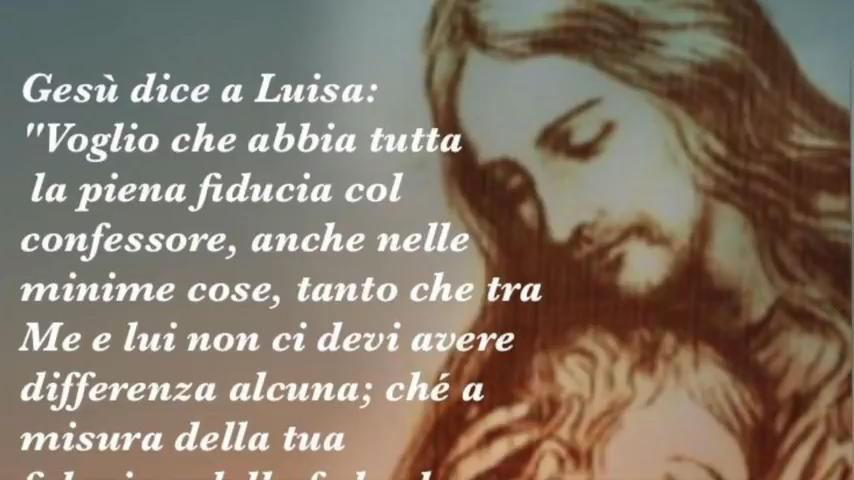 Gesù dice a Luisa:
"Voglio che abbia tutta
la piena fiducia col
confessore, anche nelle
minime cose, tanto che tra
Me e lui non ci devi avere
differenza alcuna; ché a
misura della tua